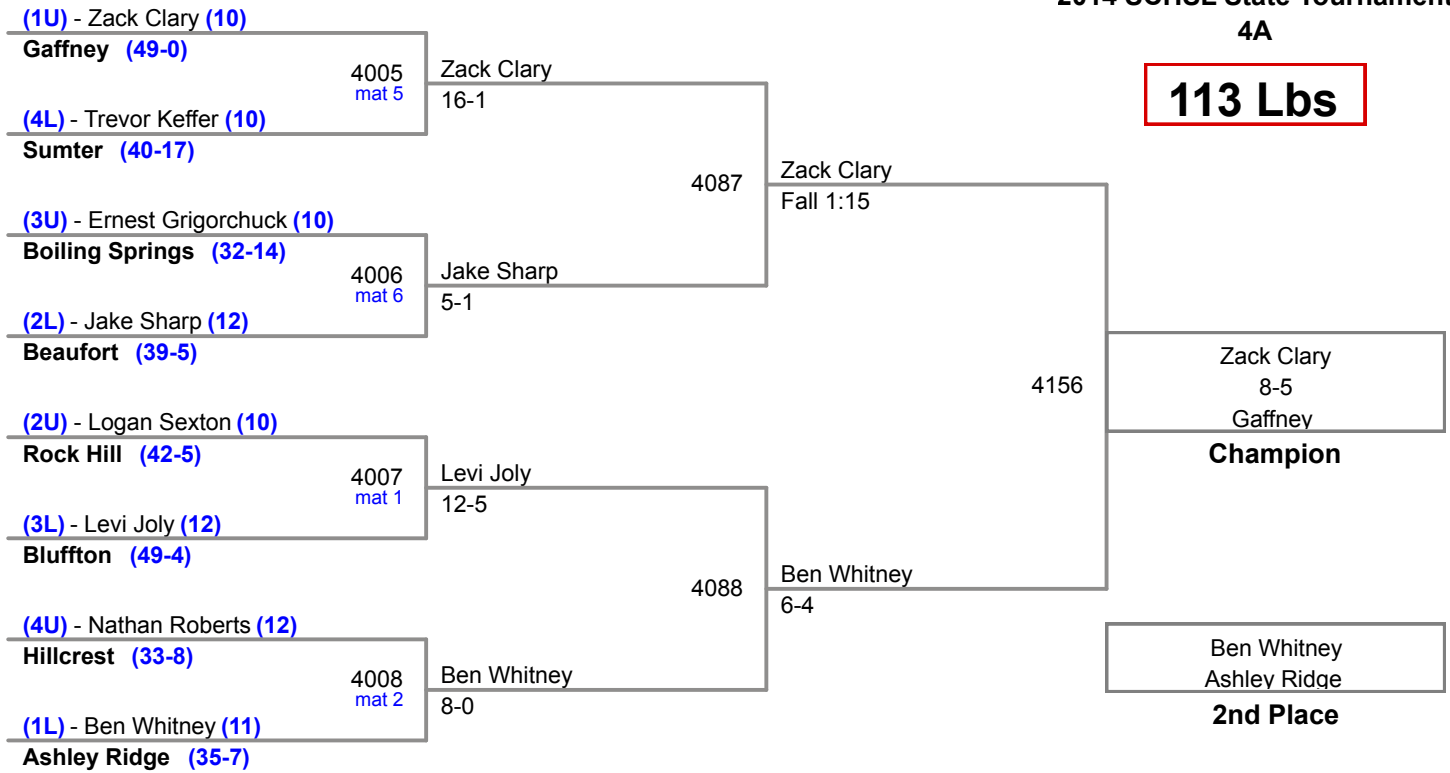 2014 SCHSL State Tournament
4A
113 Lbs
(1U) - Zack Clary (10)
Gaffney (49-0)
4005
mat 5
Zack Clary
16-1
(4L) - Trevor Keffer (10)
Sumter (40-17)
4087
Zack Clary
Fall 1:15
(3U) - Ernest Grigorchuck (10)
Boiling Springs (32-14)
4006
mat 6
Jake Sharp
5-1
(2L) - Jake Sharp (12)
Beaufort (39-5)
4156
Zack Clary
8-5
Gaffney
Champion
(2U) - Logan Sexton (10)
Rock Hill (42-5)
4007
mat 1
Levi Joly
12-5
(3L) - Levi Joly (12)
Bluffton (49-4)
4088
Ben Whitney
6-4
(4U) - Nathan Roberts (12)
Hillcrest (33-8)
4008
mat 2
Ben Whitney
8-0
(1L) - Ben Whitney (11)
Ashley Ridge (35-7)
Ben Whitney
Ashley Ridge
2nd Place